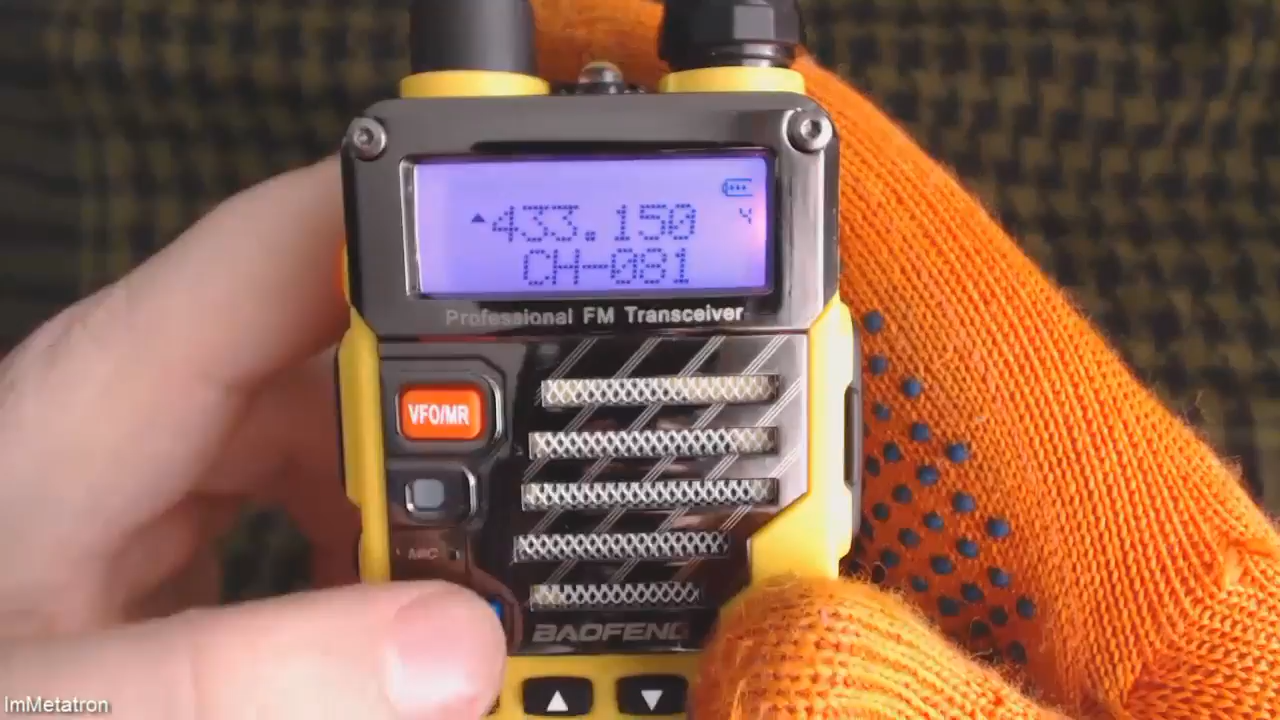 433.150
CH-081
Professional FM Transceiver
VFO/MR
MIC
BAOFENG
ImMetatron